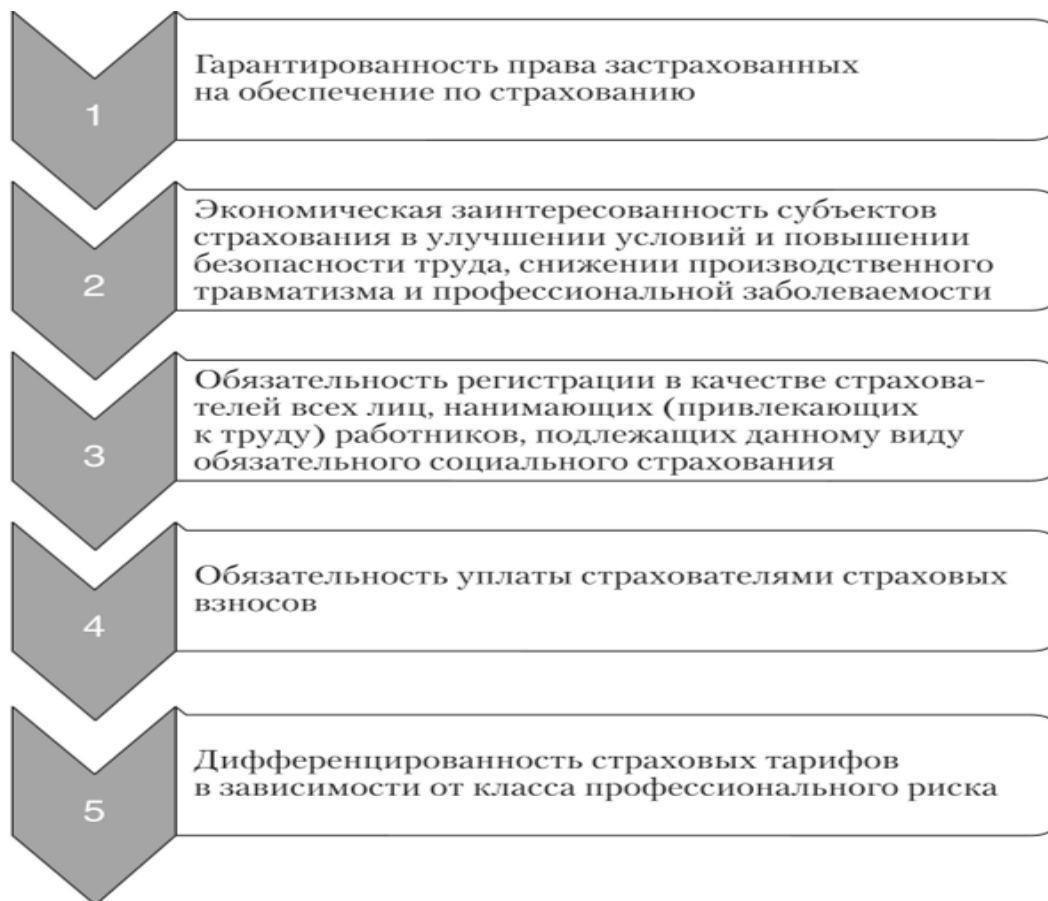 1
Гарантированность права застрахованных
на обеспечение по страхованию
2
Экономическая заинтересованность субъектов
страхования в улучшении условий и повышении
безопасности труда, снижении производственного
травматизма и профессиональной заболеваемости
3
Обязательность регистрации в качестве страхова-
телей всех лиц, нанимающих (привлекающих
к труду) работников, подлежащих данному виду
обязательного социального страхования
4
Обязательность уплаты страхователями страховых
взносов
5
Дифференцированность страховых тарифов
в зависимости от класса профессионального риска